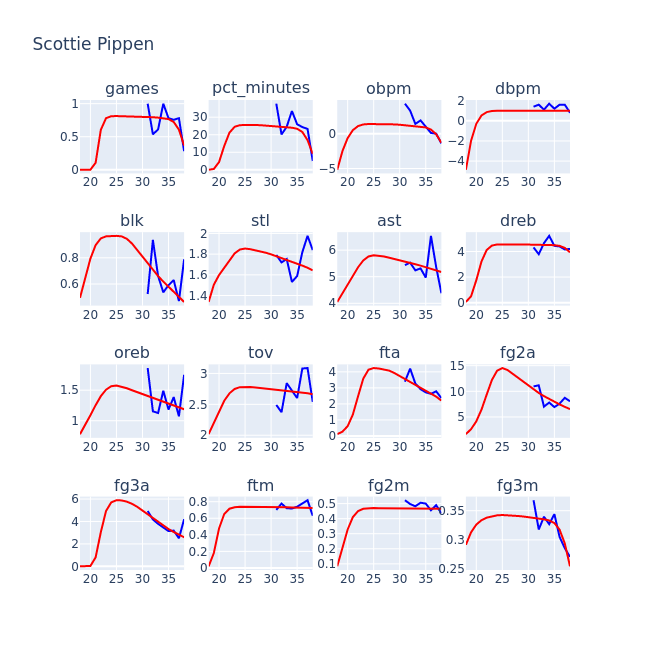 Scottie Pippen
games pct_minutes obpm dbpm
1 0.5 0 20 25 30 35
30 20 10 0 20 25 30 35
0 −5 20 25 30 35
2 0 −2 −4 20 25 30 35
blk stl ast dreb
0.8 0.6 20 25 30 35
2 1.8 1.6 1.4 20 25 30 35
6 5 4 20 25 30 35
4 2 0 20 25 30 35
oreb tov fta fg2a
1.5 1 20 25 30 35
3 2.5 2 20 25 30 35
4 3 2 1 0 20 25 30 35
15 10 5 20 25 30 35
fg3a ftm fg2m fg3m
6 4 2 0 20 25 30 35
0.8 0.6 0.4 0.2 0 20 25 30 35
0.5 0.4 0.3 0.2 0.1 20 25 30 35
0.35 0.3 0.25 20 25 30 35